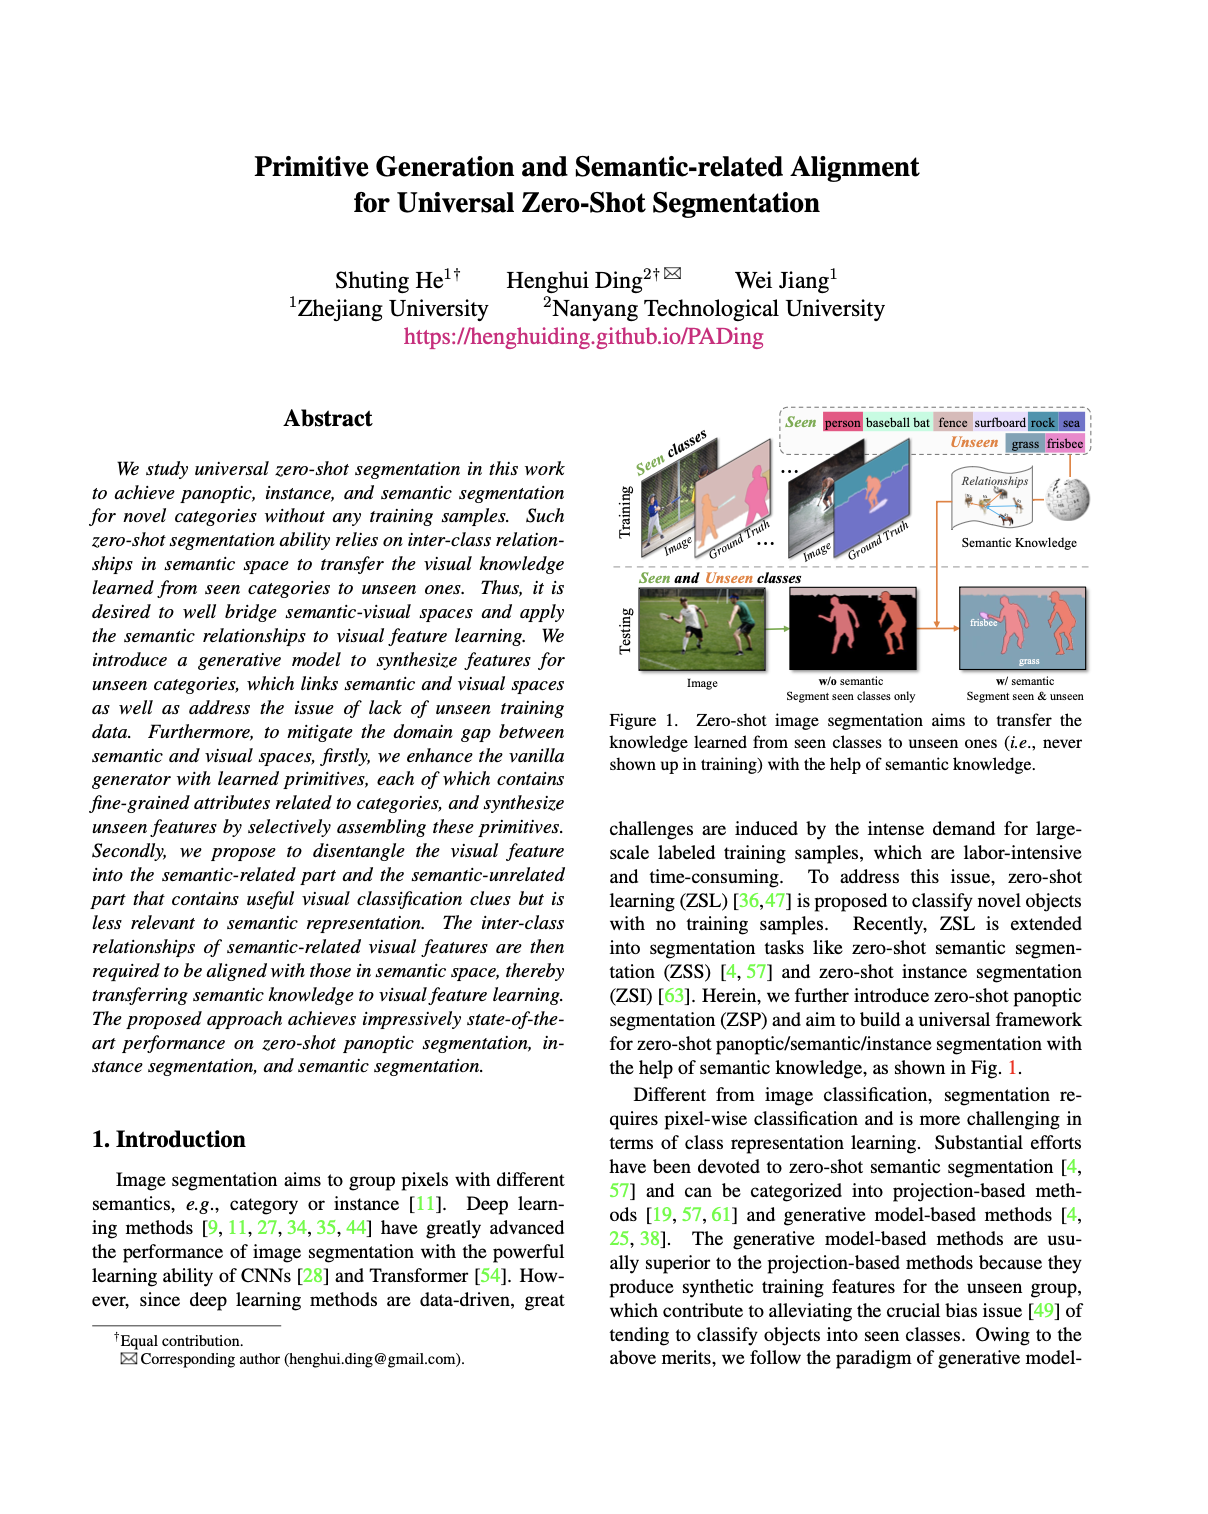 Primitive Generation and Semantic-related Alignment
for Universal Zero-Shot Segmentation
Shuting He1† Henghui Ding2†✉ Wei Jiang1
1Zhejiang University 2Nanyang Technological University
https://henghuiding.github.io/PADing
Abstract
We study universal zero-shot segmentation in this work
to achieve panoptic, instance, and semantic segmentation
for novel categories without any training samples. Such
zero-shot segmentation ability relies on inter-class relation-
ships in semantic space to transfer the visual knowledge
learned from seen categories to unseen ones. Thus, it is
desired to well bridge semantic-visual spaces and apply
the semantic relationships to visual feature learning. We
introduce a generative model to synthesize features for
unseen categories, which links semantic and visual spaces
as well as address the issue of lack of unseen training
data. Furthermore, to mitigate the domain gap between
semantic and visual spaces, firstly, we enhance the vanilla
generator with learned primitives, each of which contains
fine-grained attributes related to categories, and synthesize
unseen features by selectively assembling these primitives.
Secondly, we propose to disentangle the visual feature
into the semantic-related part and the semantic-unrelated
part that contains useful visual classification clues but is
less relevant to semantic representation. The inter-class
relationships of semantic-related visual features are then
required to be aligned with those in semantic space, thereby
transferring semantic knowledge to visual feature learning.
The proposed approach achieves impressively state-of-the-
art performance on zero-shot panoptic segmentation, in-
stance segmentation, and semantic segmentation.
1. Introduction
Image segmentation aims to group pixels with different
semantics, e.g., category or instance [11]. Deep learn-
ing methods [9, 11, 27, 34, 35, 44] have greatly advanced
the performance of image segmentation with the powerful
learning ability of CNNs [28] and Transformer [54]. How-
ever, since deep learning methods are data-driven, great
†Equal contribution.
✉Corresponding author (henghui.ding@gmail.com).
Seen person baseball bat fence surfboard rock sea
Unseen grass frisbee
Seen classes
Training
Image
Ground Truth
...
...
Image
Ground Truth
Relationships
Semantic Knowledge
Seen and Unseen classes
Testing
frisbee
grass
Image
w/o semantic
Segment seen classes only
w/ semantic
Segment seen & unseen
Figure 1. Zero-shot image segmentation aims to transfer the
knowledge learned from seen classes to unseen ones (i.e., never
shown up in training) with the help of semantic knowledge.
challenges are induced by the intense demand for large-
scale labeled training samples, which are labor-intensive
and time-consuming. To address this issue, zero-shot
learning (ZSL) [36,47] is proposed to classify novel objects
with no training samples. Recently, ZSL is extended
into segmentation tasks like zero-shot semantic segmen-
tation (ZSS) [4, 57] and zero-shot instance segmentation
(ZSI) [63]. Herein, we further introduce zero-shot panoptic
segmentation (ZSP) and aim to build a universal framework
for zero-shot panoptic/semantic/instance segmentation with
the help of semantic knowledge, as shown in Fig. 1.
Different from image classification, segmentation re-
quires pixel-wise classification and is more challenging in
terms of class representation learning. Substantial efforts
have been devoted to zero-shot semantic segmentation [4,
57] and can be categorized into projection-based meth-
ods [19, 57, 61] and generative model-based methods [4,
25, 38]. The generative model-based methods are usu-
ally superior to the projection-based methods because they
produce synthetic training features for the unseen group,
which contribute to alleviating the crucial bias issue [49] of
tending to classify objects into seen classes. Owing to the
above merits, we follow the paradigm of generative model-